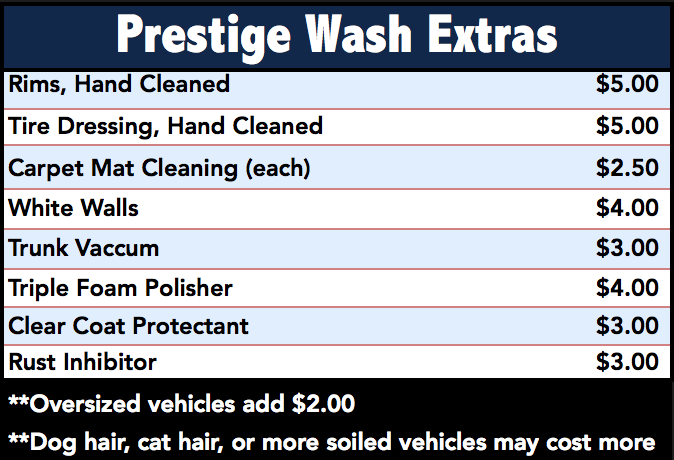 Prestige Wash Extras
Rims, Hand Cleaned $5.00
Tire Dressing, Hand Cleaned $5.00
Carpet Mat Cleaning (each) $2.50
White Walls $4.00
Trunk Vaccum $3.00
Triple Foam Polisher $4.00
Clear Coat Protectant $3.00
Rust Inhibitor $3.00
**Oversized vehicles add $2.00
**Dog hair, cat hair, or more soiled vehicles may cost more